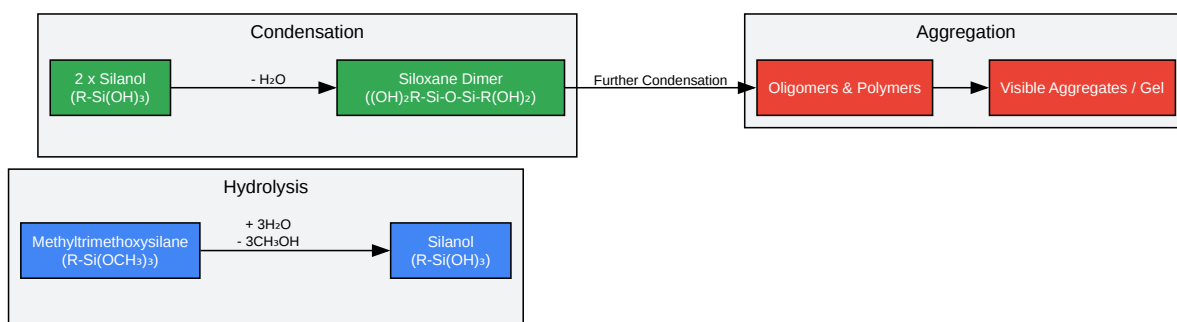 Condensation
2 x Silanol
(R-Si(OH)₃)
- H₂O
Siloxane Dimer
((OH)₂R-Si-O-Si-R(OH)₂)
Further Condensation
Aggregation
Oligomers & Polymers
Visible Aggregates / Gel
Hydrolysis
Methyltrimethoxysilane
(R-Si(OCH₃)₃)
+ 3H₂O
- 3CH₃OH
Silanol
(R-Si(OH)₃)